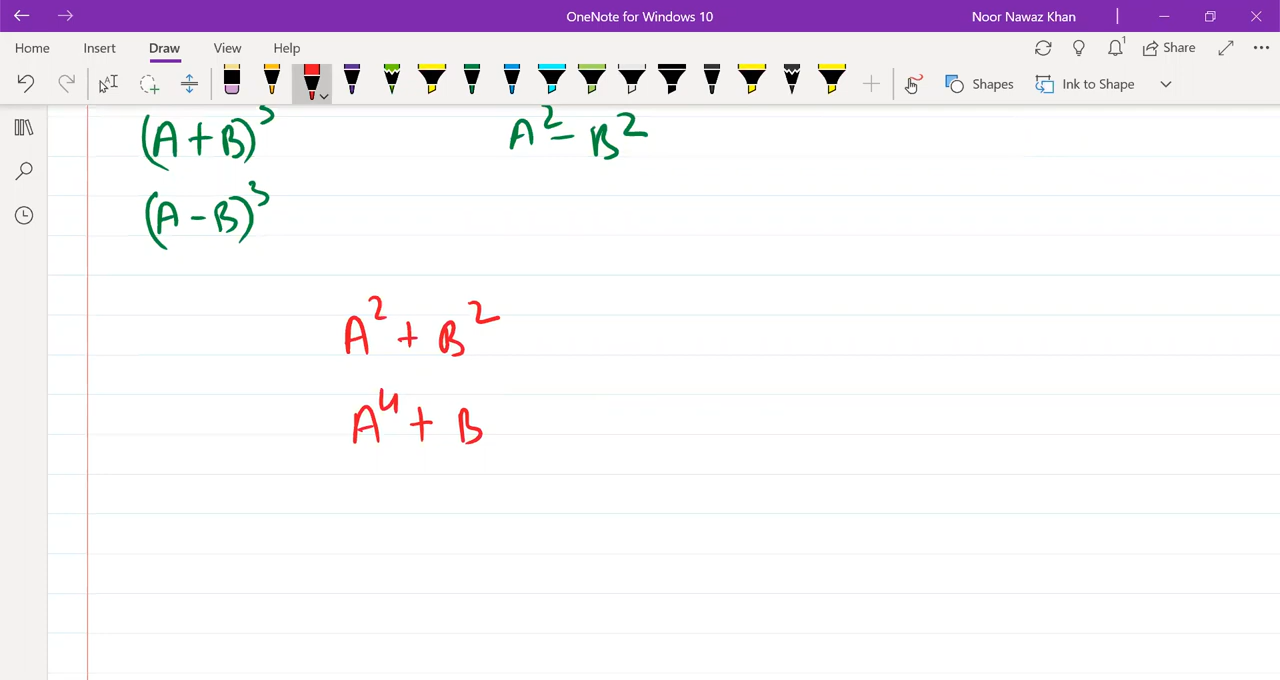 OneNote for Windows 10 Noor Nawaz Khan
Home Insert Draw View Help 1 Share
Shapes Ink to Shape
(A + B)³ A² - B²
(A - B)³
A² + B²
A⁴ + B